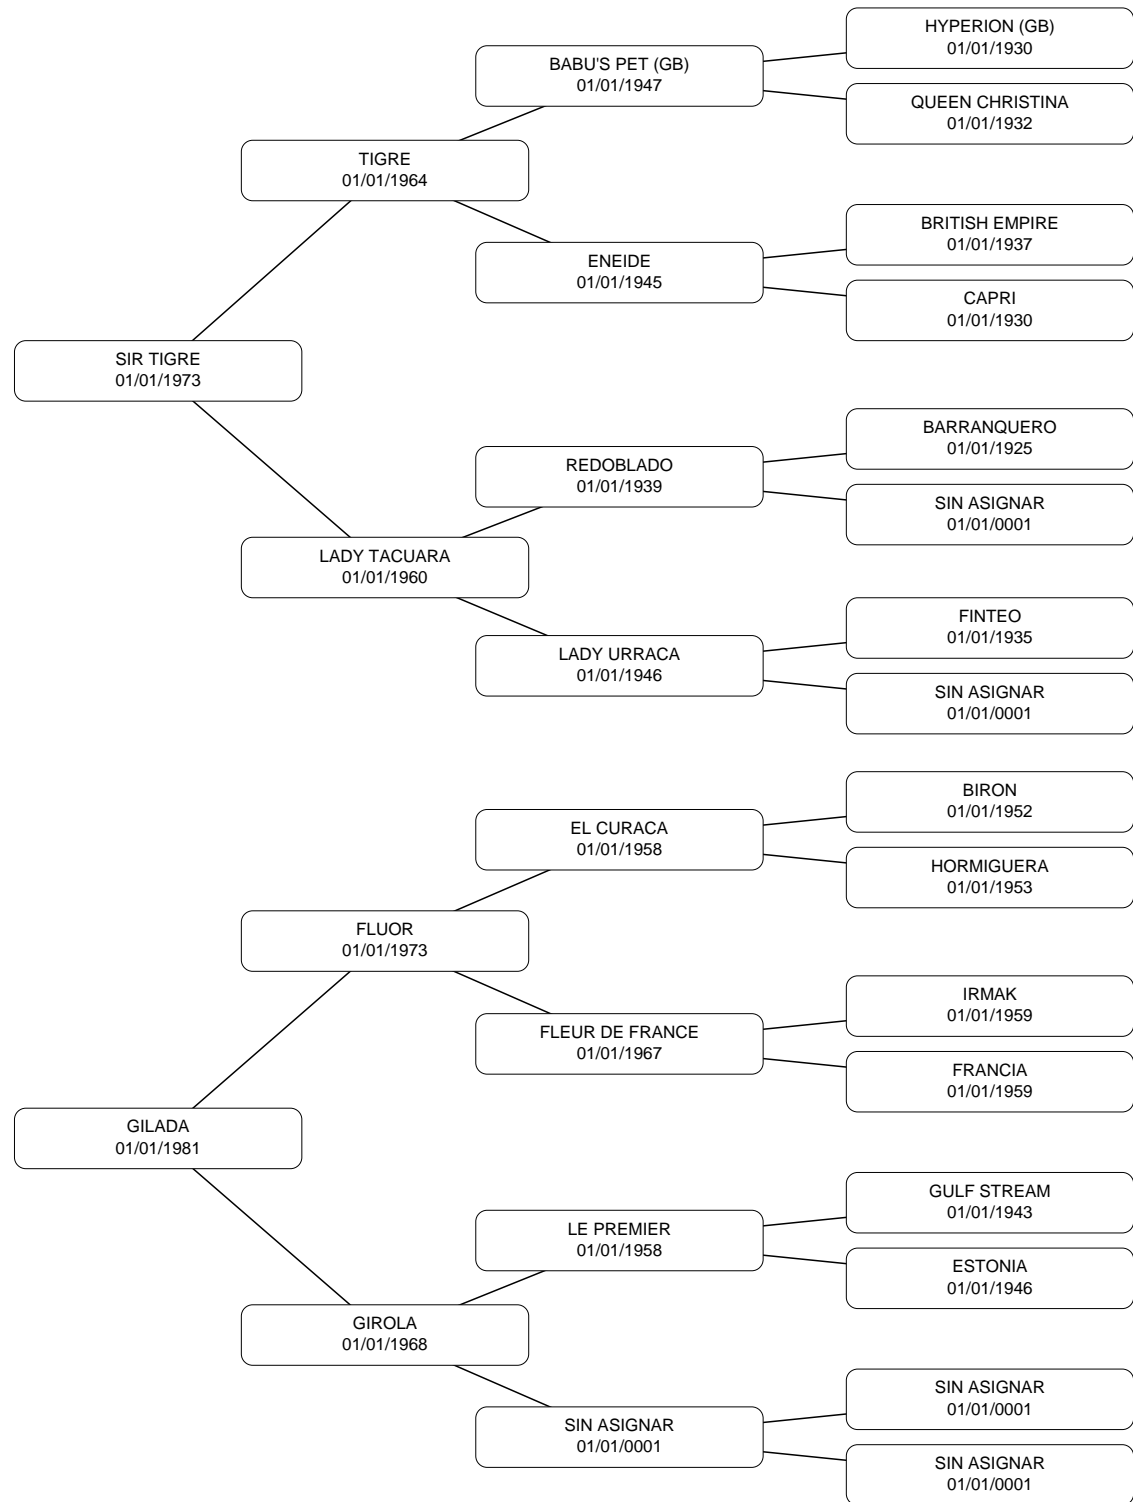 HYPERION (GB)
01/01/1930
BABU'S PET (GB)
01/01/1947
QUEEN CHRISTINA
01/01/1932
TIGRE
01/01/1964
BRITISH EMPIRE
01/01/1937
ENEIDE
01/01/1945
CAPRI
01/01/1930
SIR TIGRE
01/01/1973
BARRANQUERO
01/01/1925
REDOBLADO
01/01/1939
SIN ASIGNAR
01/01/0001
LADY TACUARA
01/01/1960
FINTEO
01/01/1935
LADY URRACA
01/01/1946
SIN ASIGNAR
01/01/0001
BIRON
01/01/1952
EL CURACA
01/01/1958
HORMIGUERA
01/01/1953
FLUOR
01/01/1973
IRMAK
01/01/1959
FLEUR DE FRANCE
01/01/1967
FRANCIA
01/01/1959
GILADA
01/01/1981
GULF STREAM
01/01/1943
LE PREMIER
01/01/1958
ESTONIA
01/01/1946
GIROLA
01/01/1968
SIN ASIGNAR
01/01/0001
SIN ASIGNAR
01/01/0001
SIN ASIGNAR
01/01/0001